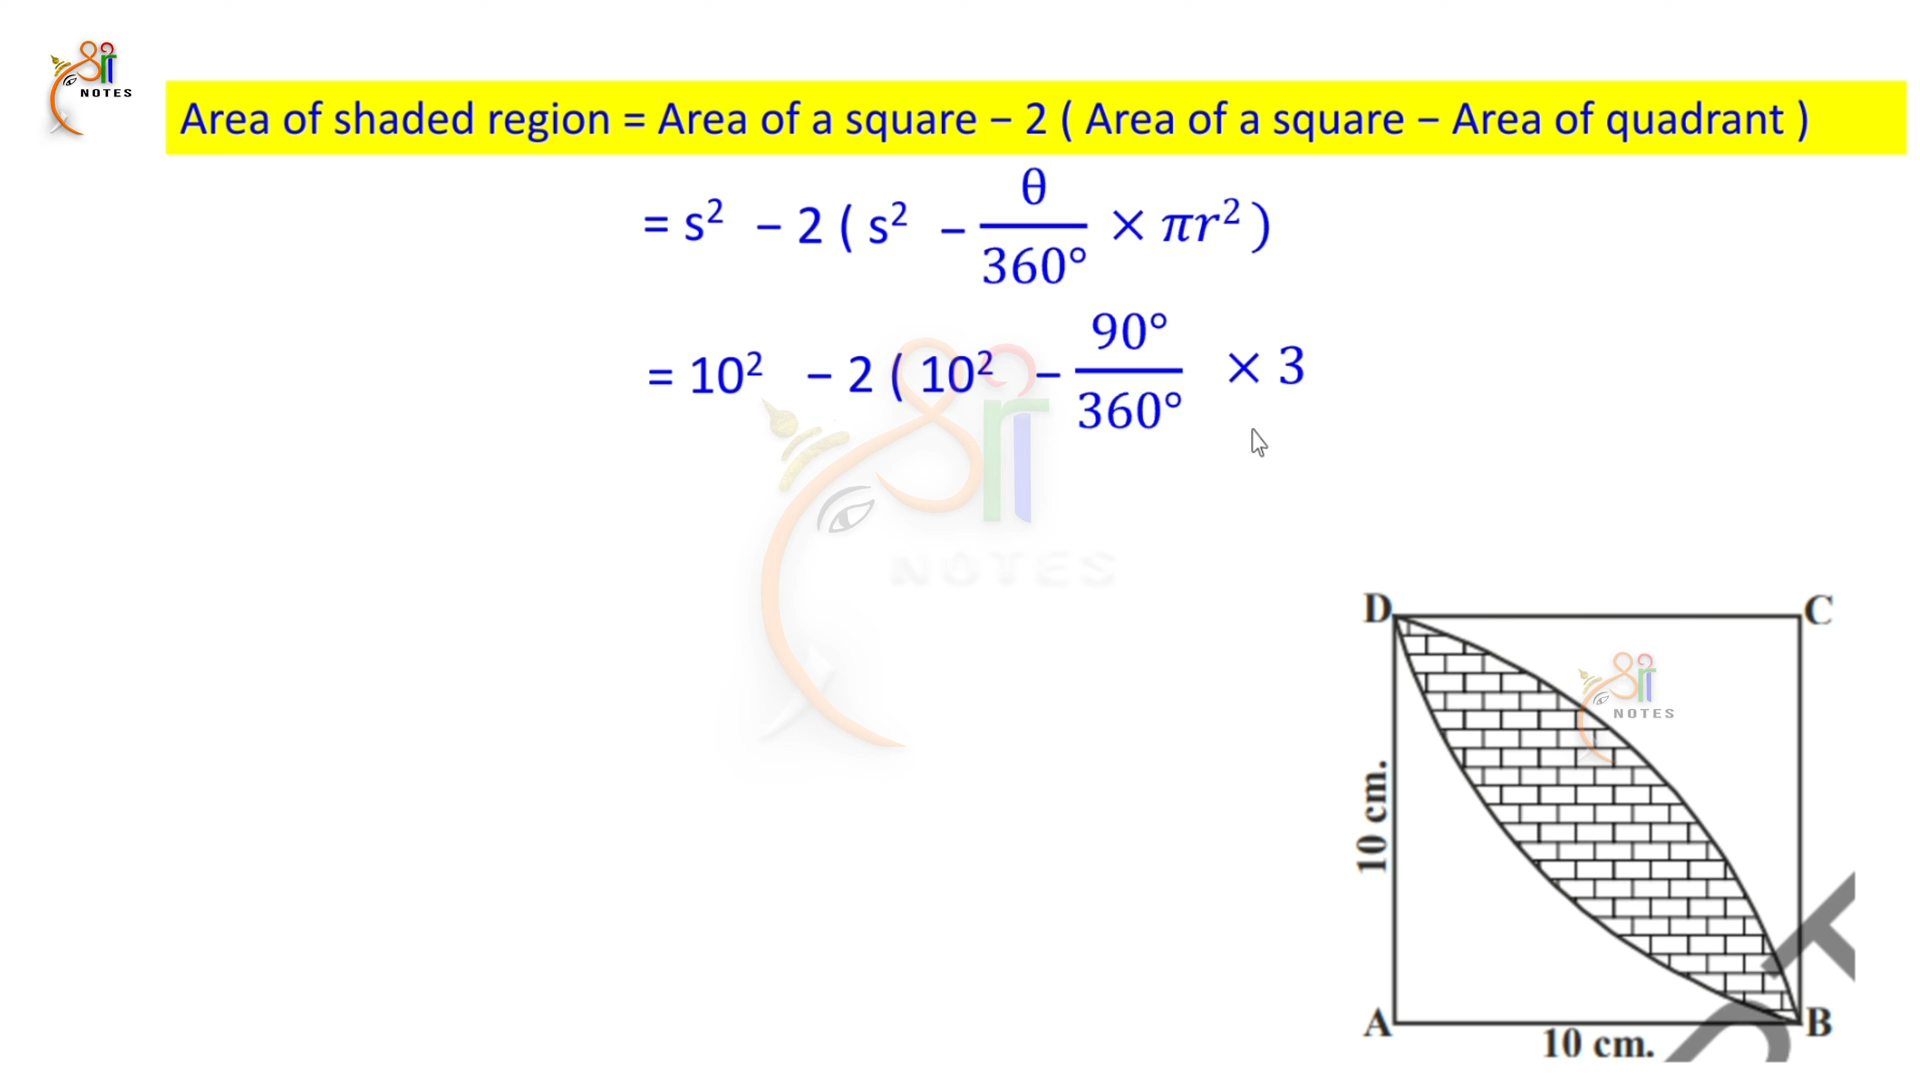 श्री
NOTES
Area of shaded region = Area of a square − 2 ( Area of a square − Area of quadrant )
= s² − 2 ( s² − θ/360° × πr² )
= 10² − 2 ( 10² − 90°/360° × 3
NOTES
D C
NOTES
10 cm.
A B
10 cm.